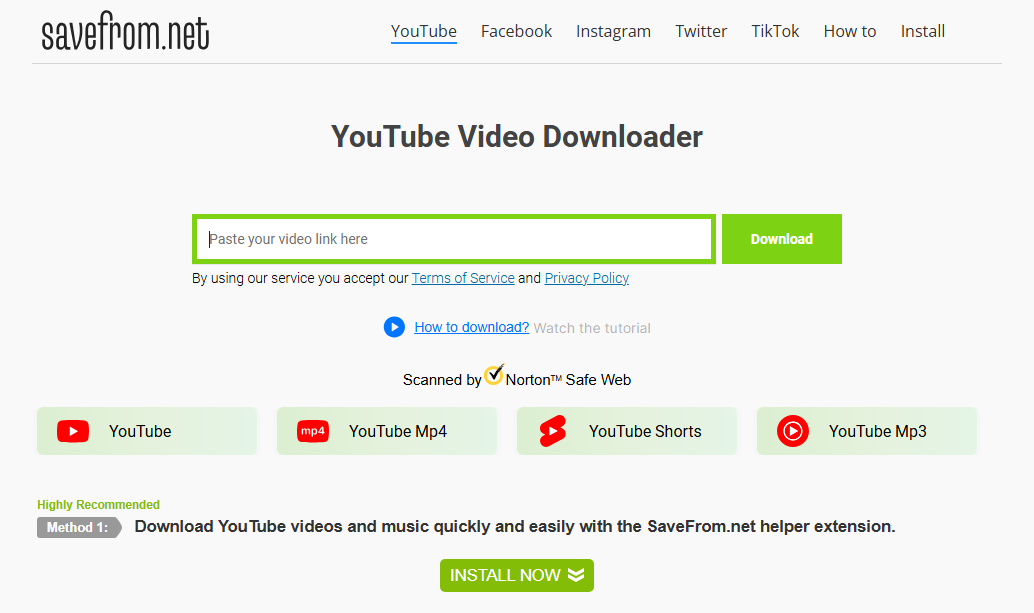 savefrom.net
YouTube Facebook Instagram Twitter TikTok How to Install
YouTube Video Downloader
Paste your video link here
Download
By using our service you accept our Terms of Service and Privacy Policy
How to download? Watch the tutorial
Scanned by Norton™ Safe Web
YouTube
mp4 YouTube Mp4
YouTube Shorts
YouTube Mp3
Highly Recommended
Method 1: Download YouTube videos and music quickly and easily with the SaveFrom.net helper extension.
INSTALL NOW